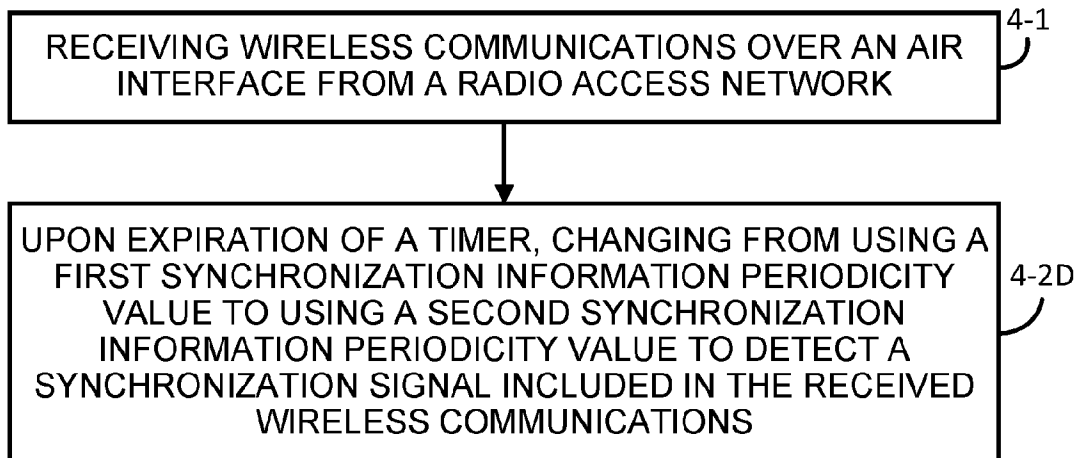 4-1
RECEIVING WIRELESS COMMUNICATIONS OVER AN AIR
INTERFACE FROM A RADIO ACCESS NETWORK
UPON EXPIRATION OF A TIMER, CHANGING FROM USING A
FIRST SYNCHRONIZATION INFORMATION PERIODICITY
VALUE TO USING A SECOND SYNCHRONIZATION
INFORMATION PERIODICITY VALUE TO DETECT A
SYNCHRONIZATION SIGNAL INCLUDED IN THE RECEIVED
WIRELESS COMMUNICATIONS
4-2D